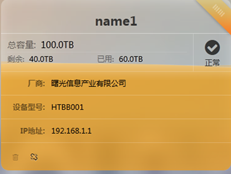 name1
总容量: 100.0TB
剩余: 40.0TB 已用: 60.0TB
正常
厂商: 曙光信息产业有限公司
设备型号: HTBB001
IP地址: 192.168.1.1